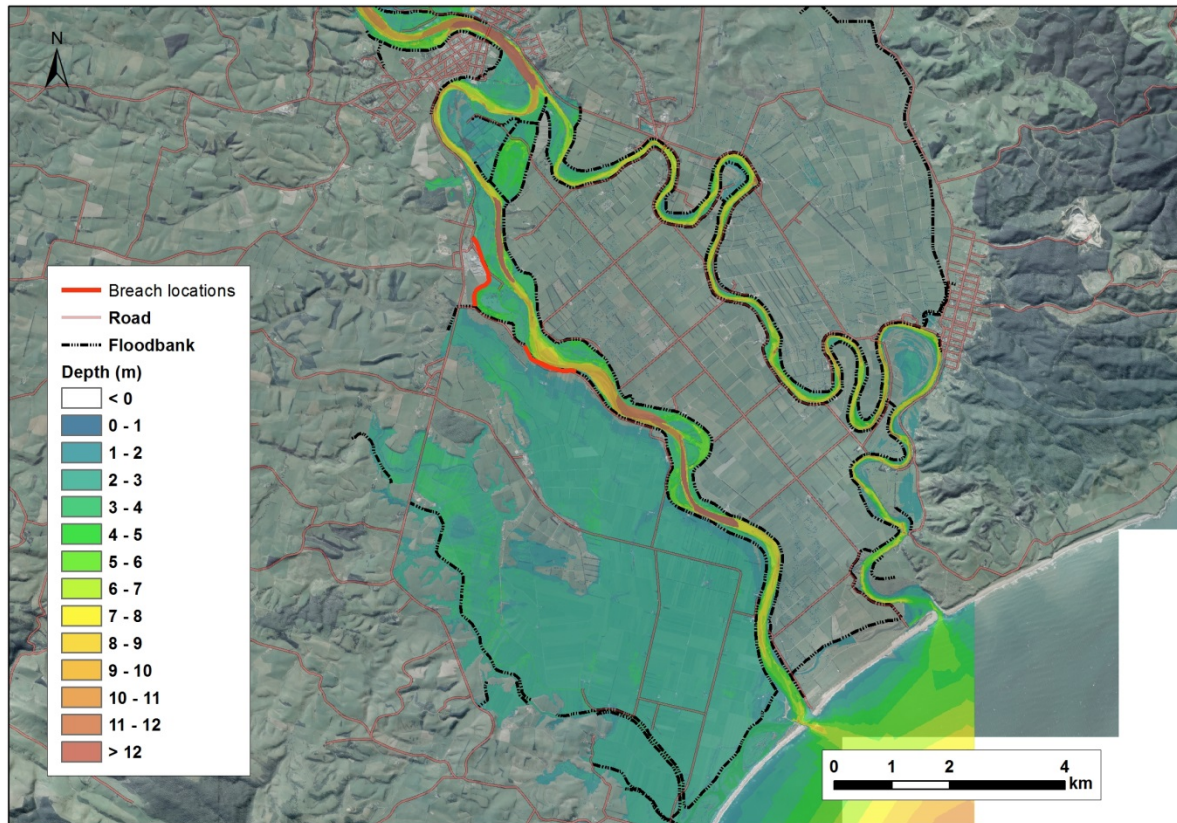 N
Breach locations
Road
Floodbank
Depth (m)
< 0
0 - 1
1 - 2
2 - 3
3 - 4
4 - 5
5 - 6
6 - 7
7 - 8
8 - 9
9 - 10
10 - 11
11 - 12
> 12
0 1 2 4
km